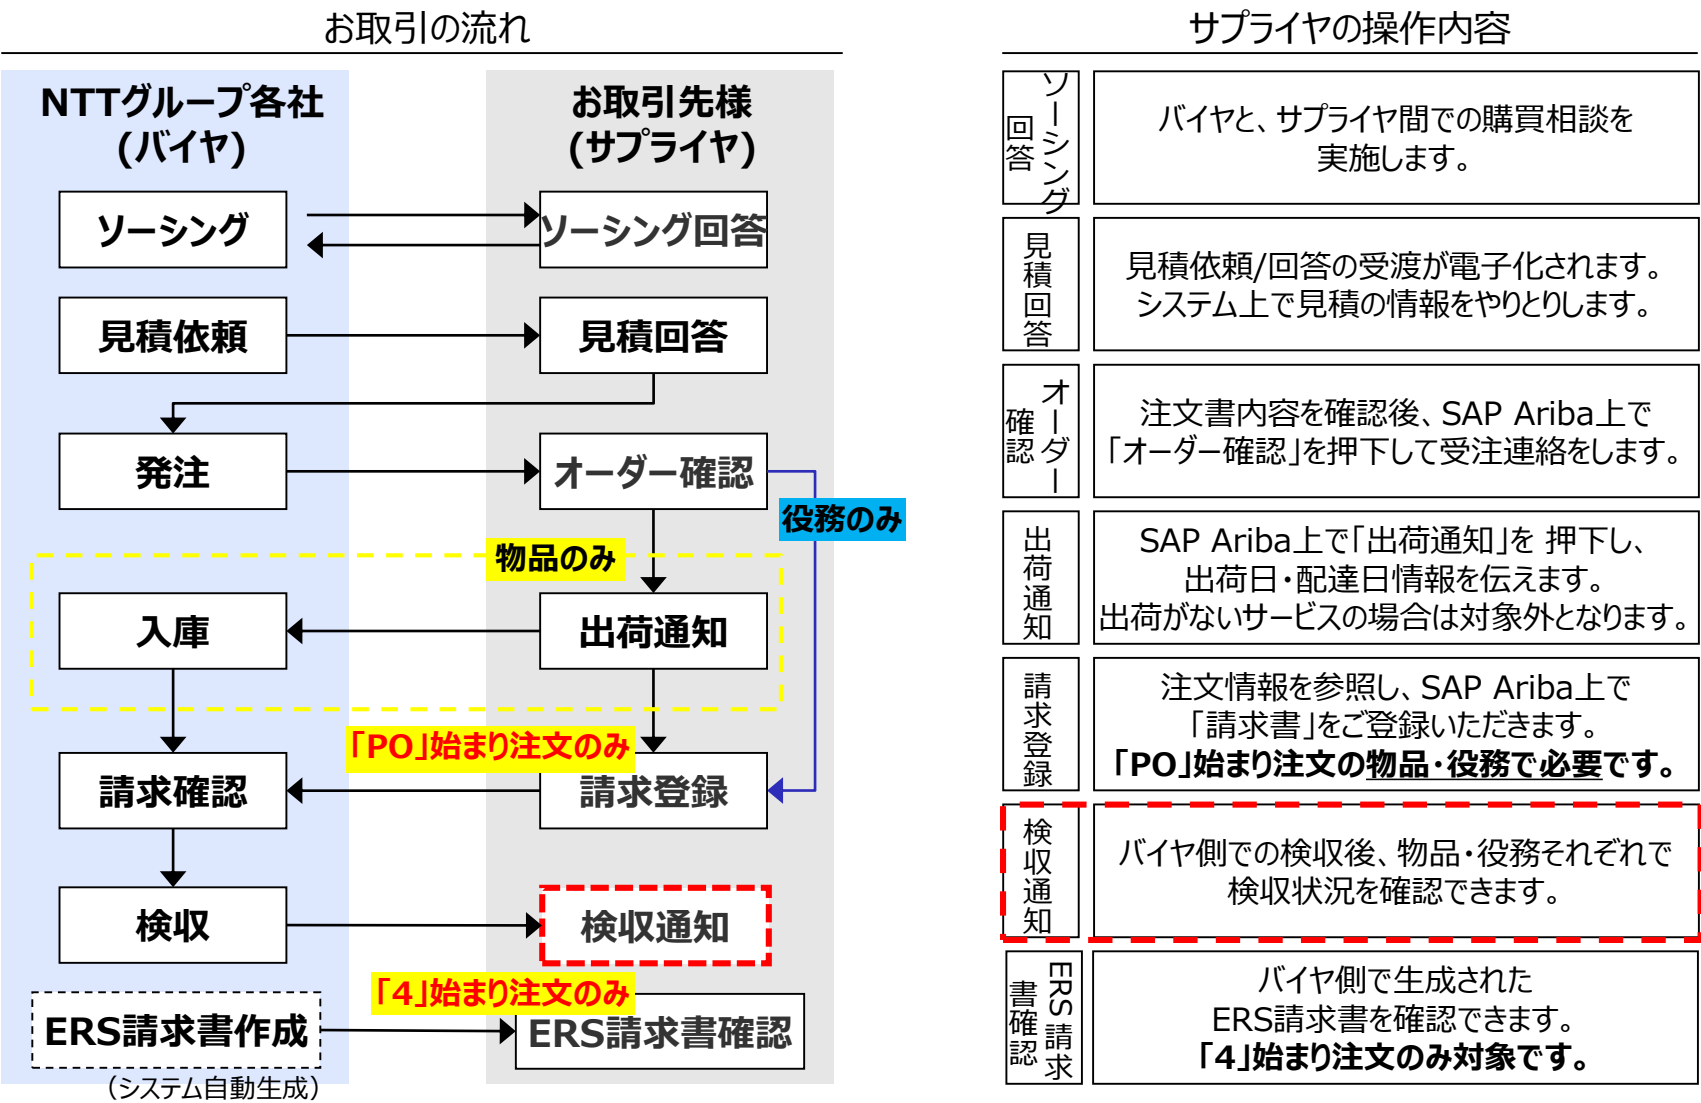 お取引の流れ
NTTグループ各社
(バイヤ)
お取引先様
(サプライヤ)
ソーシング
ソーシング回答
見積依頼
見積回答
発注
オーダー確認
役務のみ
物品のみ
入庫
出荷通知
「PO」始まり注文のみ
請求確認
請求登録
検収
検収通知
「4」始まり注文のみ
ERS請求書作成
ERS請求書確認
（システム自動生成）
サプライヤの操作内容
ソーシング
回答
バイヤと、サプライヤ間での購買相談を
実施します。
見積回答
見積依頼/回答の受渡が電子化されます。
システム上で見積の情報をやりとりします。
オーダー
確認
注文書内容を確認後、SAP Ariba上で
「オーダー確認」を押下して受注連絡をします。
出荷通知
SAP Ariba上で「出荷通知」を 押下し、
出荷日・配達日情報を伝えます。
出荷がないサービスの場合は対象外となります。
請求登録
注文情報を参照し、SAP Ariba上で
「請求書」をご登録いただきます。
「PO」始まり注文の物品・役務で必要です。
検収通知
バイヤ側での検収後、物品・役務それぞれで
検収状況を確認できます。
ERS請求
書確認
バイヤ側で生成された
ERS請求書を確認できます。
「4」始まり注文のみ対象です。